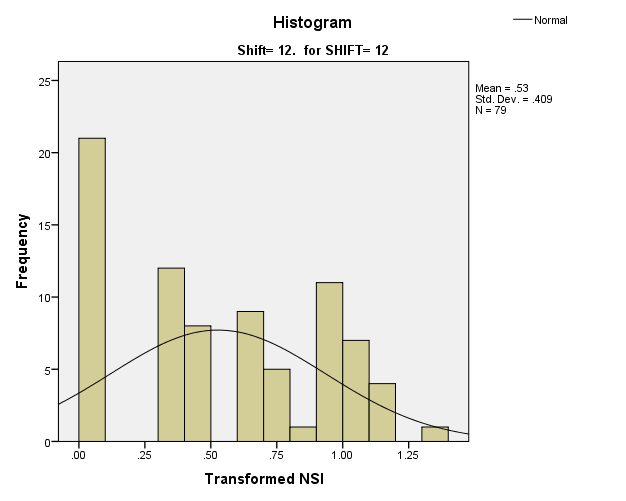 Histogram
Normal
Shift= 12. for SHIFT= 12
Mean = .53
Std. Dev. = .409
N = 79
Frequency
25
20
15
10
5
0
.00 .25 .50 .75 1.00 1.25
Transformed NSI